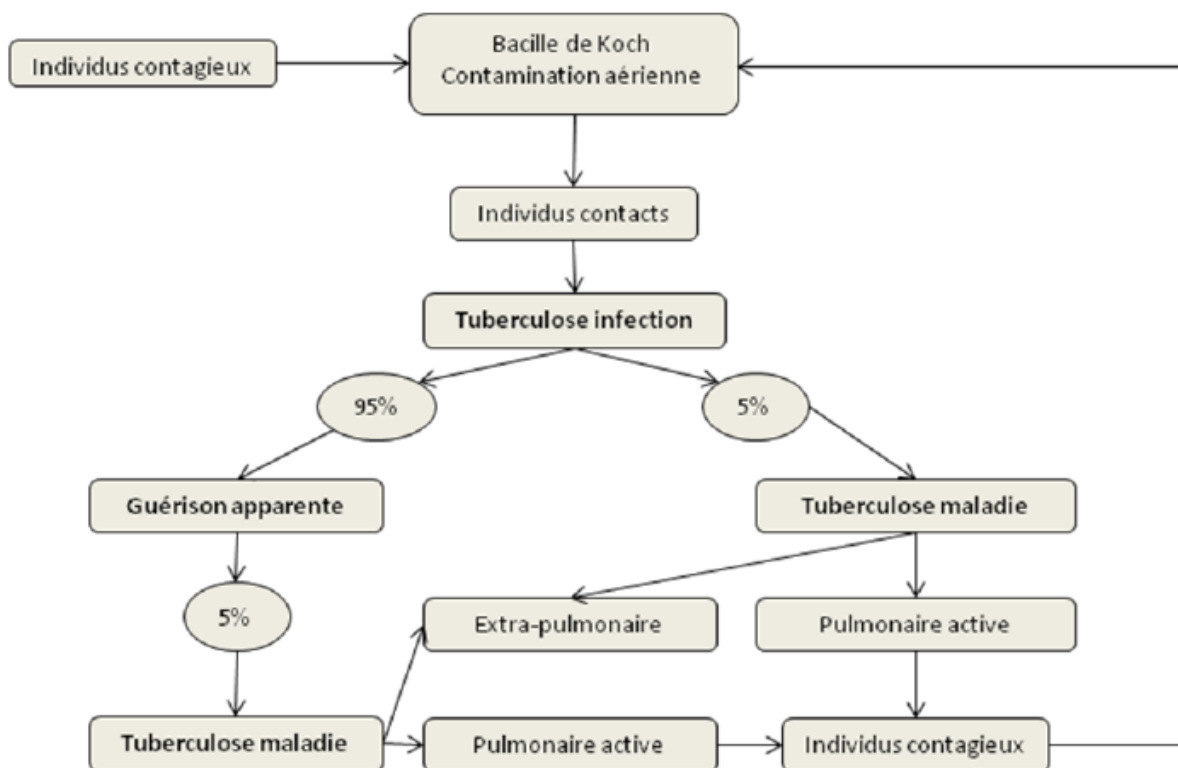 Individus contagieux
Bacille de Koch
Contamination aérienne
Individus contacts
Tuberculose infection
95%
5%
Guérison apparente
Tuberculose maladie
5%
Extra-pulmonaire
Pulmonaire active
Tuberculose maladie
Pulmonaire active
Individus contagieux